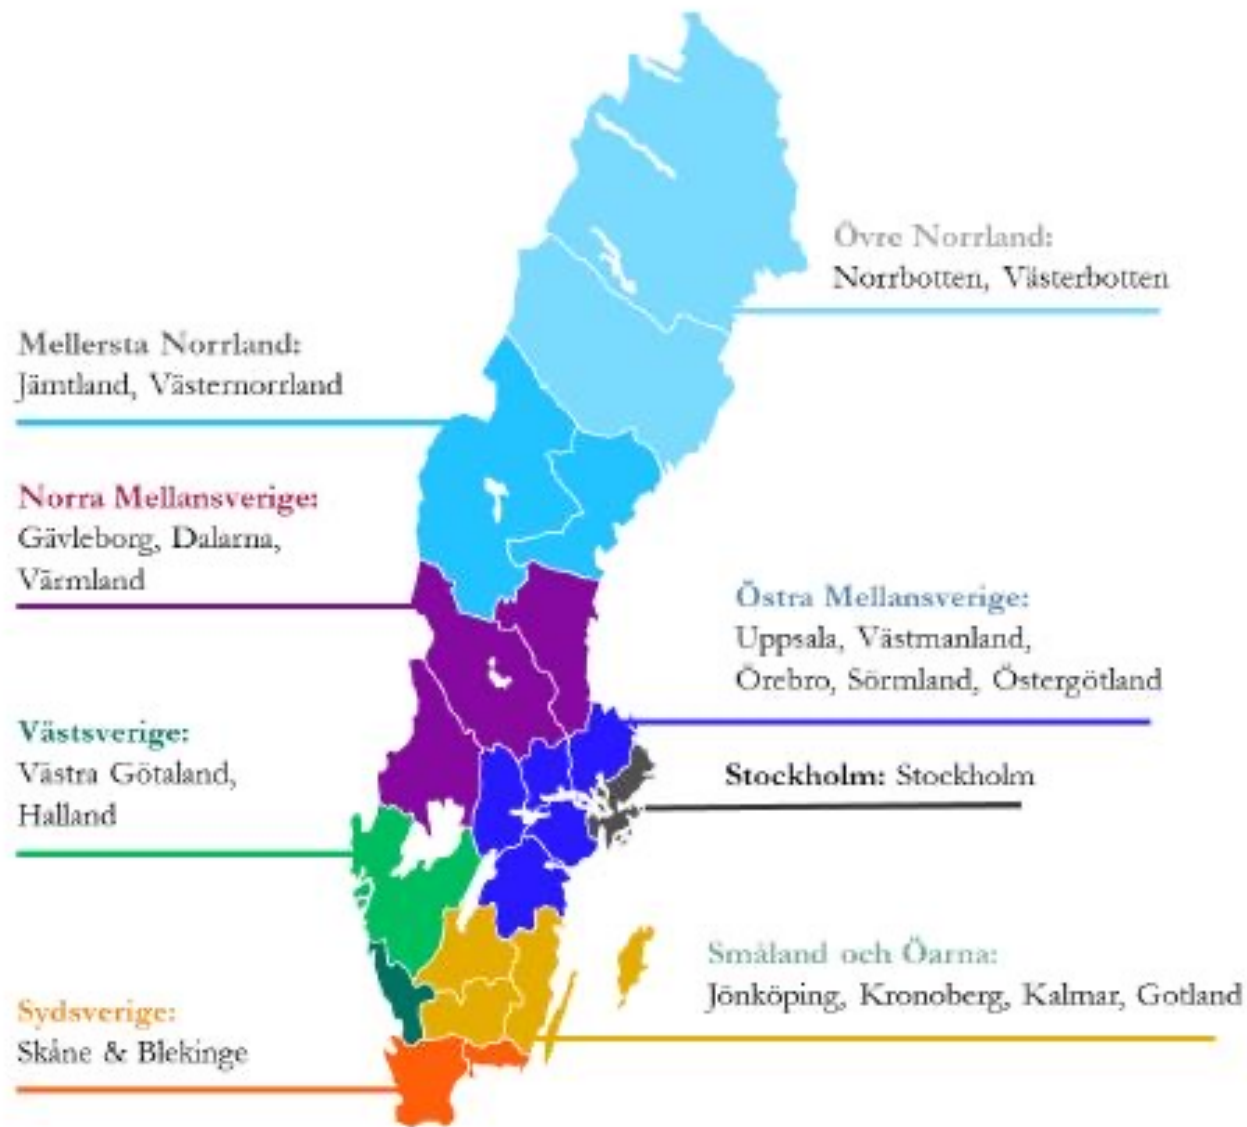 Övre Norrland:
Norrbotten, Västerbotten
Mellersta Norrland:
Jämtland, Västernorrland
Norra Mellansverige:
Gävleborg, Dalarna,
Värmland
Östra Mellansverige:
Uppsala, Västmanland,
Örebro, Sörmland, Östergötland
Västsverige:
Västra Götaland,
Halland
Stockholm: Stockholm
Småland och Öarna:
Jönköping, Kronoberg, Kalmar, Gotland
Sydsverige:
Skåne & Blekinge